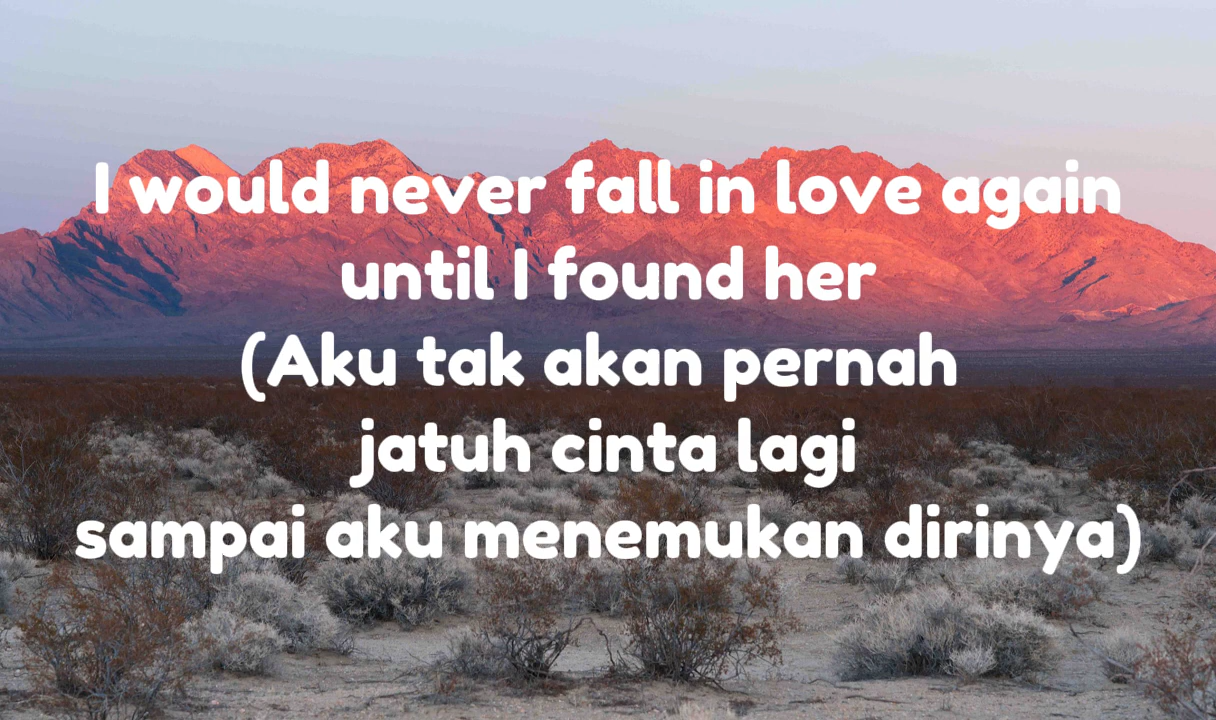 I would never fall in love again
until I found her
(Aku tak akan pernah
jatuh cinta lagi
sampai aku menemukan dirinya)